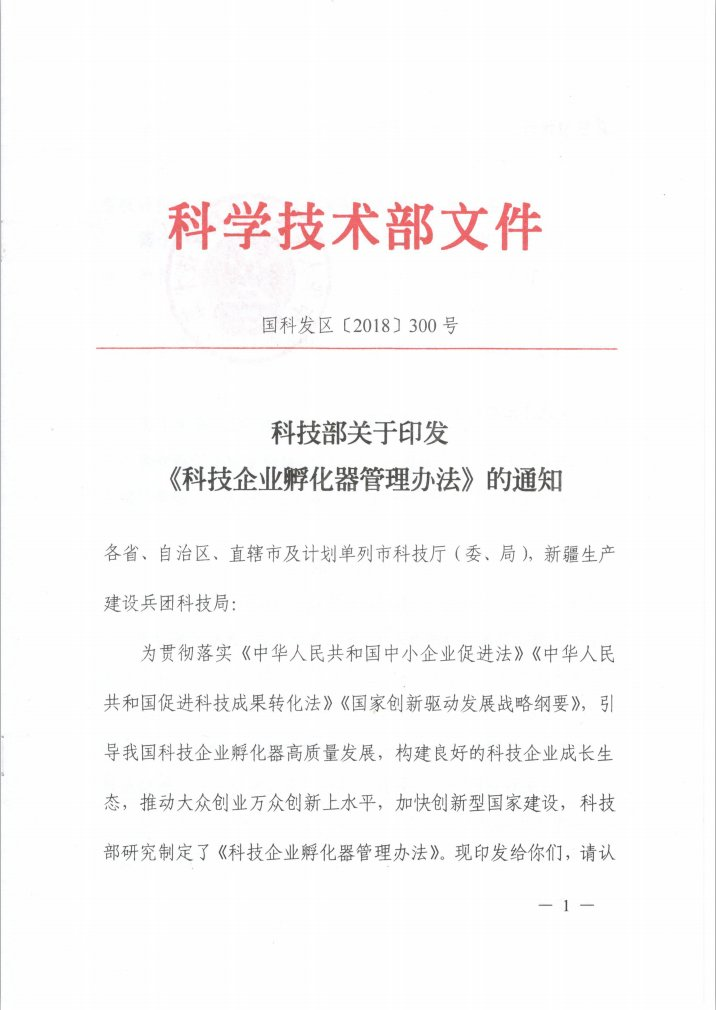 科学技术部文件
国科发区〔2018〕300 号
科技部关于印发
《科技企业孵化器管理办法》的通知
各省、自治区、直辖市及计划单列市科技厅（委、局），新疆生产
建设兵团科技局：
为贯彻落实《中华人民共和国中小企业促进法》《中华人民
共和国促进科技成果转化法》《国家创新驱动发展战略纲要》，引
导我国科技企业孵化器高质量发展，构建良好的科技企业成长生
态，推动大众创业万众创新上水平，加快创新型国家建设，科技
部研究制定了《科技企业孵化器管理办法》。现印发给你们，请认
— 1 —